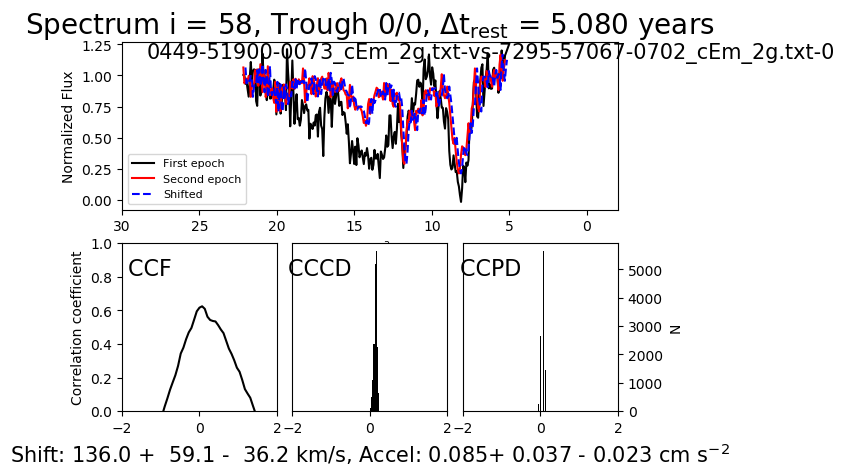 Spectrum i = 58, Trough 0/0, Δt_rest = 5.080 years
0449-51900-0073_cEm_2g.txt-vs-7295-57067-0702_cEm_2g.txt-0
Normalized Flux
1.25
1.00
0.75
0.50
0.25
0.00
First epoch
Second epoch
Shifted
30 25 20 15 10 5 0
Correlation coefficient
1.0
0.8
0.6
0.4
0.2
0.0
CCF
CCCD
CCPD
5000
4000
3000
2000
1000
0
N
−2 0 2
−2 0 2
−2 0 2
Shift: 136.0 + 59.1 - 36.2 km/s, Accel: 0.085+ 0.037 - 0.023 cm s⁻²